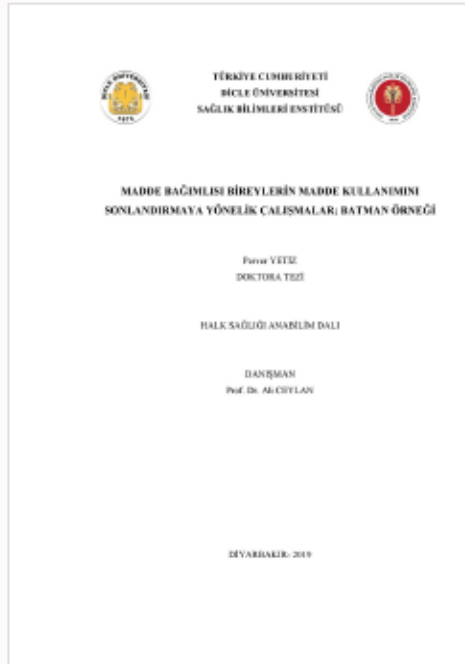 TÜRKİYE CUMHURİYETİ
DİCLE ÜNİVERSİTESİ
SAĞLIK BİLİMLERİ ENSTİTÜSÜ
MADDE BAĞIMLISI BİREYLERİN MADDE KULLANIMINI
SONLANDIRMAYA YÖNELİK ÇALIŞMALAR; BATMAN ÖRNEĞİ
YETİZ
DOKTORA TEZİ
HALK SAĞLIĞI ANABİLİM DALI
DANIŞMAN
Prof. Dr. Ali CEYLAN
DİYARBAKIR- 2019